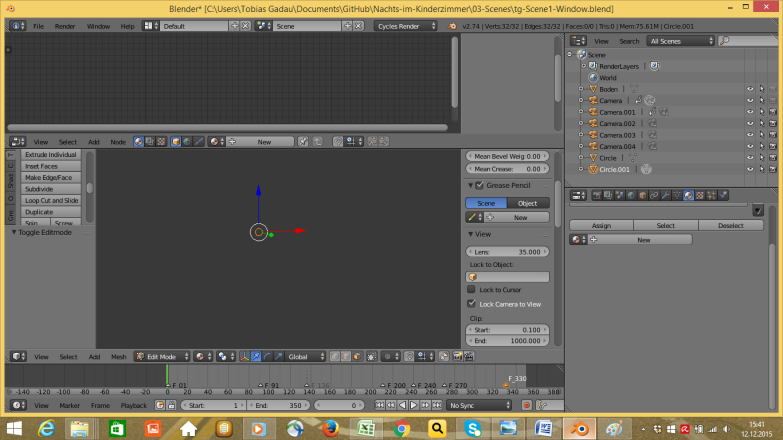 Blender* [C:\Users\Tobias Gadau\Documents\GitHub\Nachts-im-Kinderzimmer\03-Scenes\tg-Scene1-Window.blend]
File Render Window Help Default Scene Cycles Render v2.74 | Verts:32/32 | Edges:32/32 | Faces:0/0 | Tris:0 | Mem:75.61M | Circle.001
View Search All Scenes
Scene
RenderLayers
World
Boden
Camera
Camera.001
Camera.002
Camera.003
Camera.004
Circle
Circle.001
View Select Add Node New
Extrude Individual
Inset Faces
Make Edge/Face
Subdivide
Loop Cut and Slide
Duplicate
Spin Screw
Toggle Editmode
Mean Bevel Weig: 0.00
Mean Crease: 0.00
Grease Pencil
Scene Object
New
View
Lens: 35.000
Lock to Object:
Lock to Cursor
Lock Camera to View
Clip:
Start: 0.100
End: 1000.000
Assign Select Deselect
New
View Select Add Mesh Edit Mode Global
F_01 F_91 F_136 F_200 F_240 F_270 F_330
-140 -120 -100 -80 -60 -40 -20 0 20 40 60 80 100 120 140 160 180 200 220 240 260 280 300 320 340 360 380
View Marker Frame Playback Start: 1 End: 350 0 No Sync
15:41
12.12.2015